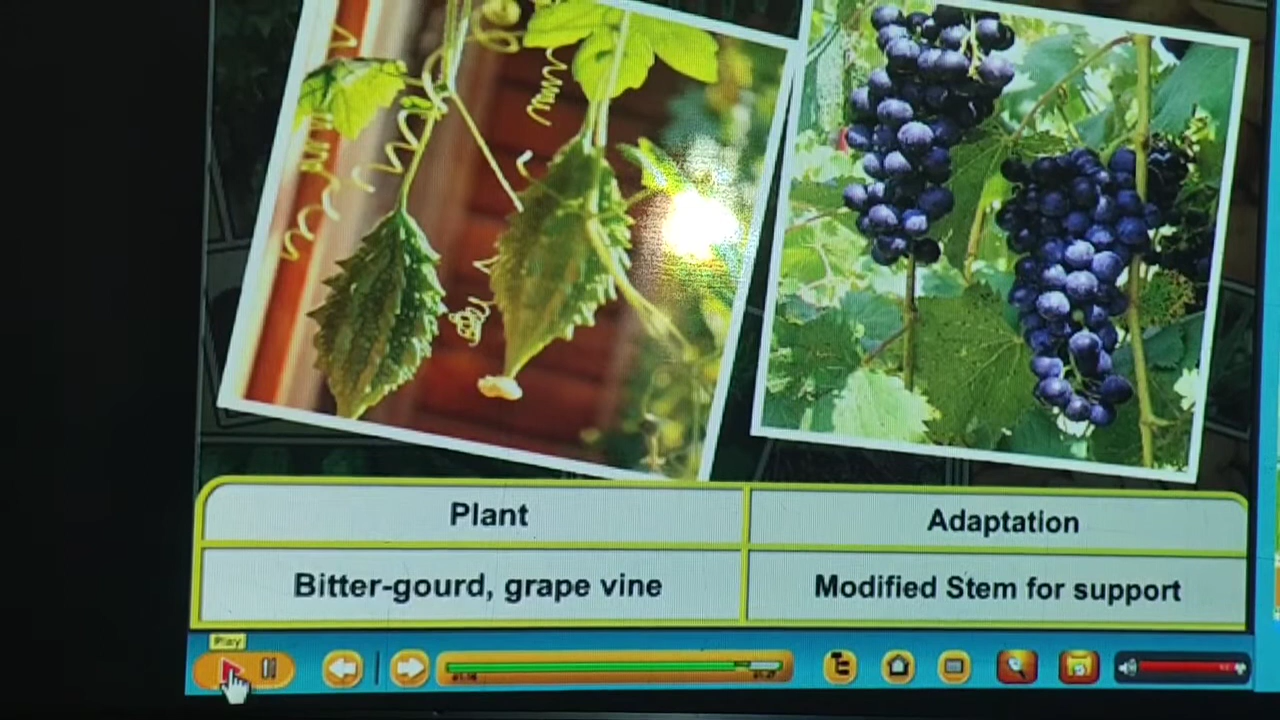 Plant
Adaptation
Bitter-gourd, grape vine
Modified Stem for support
Play